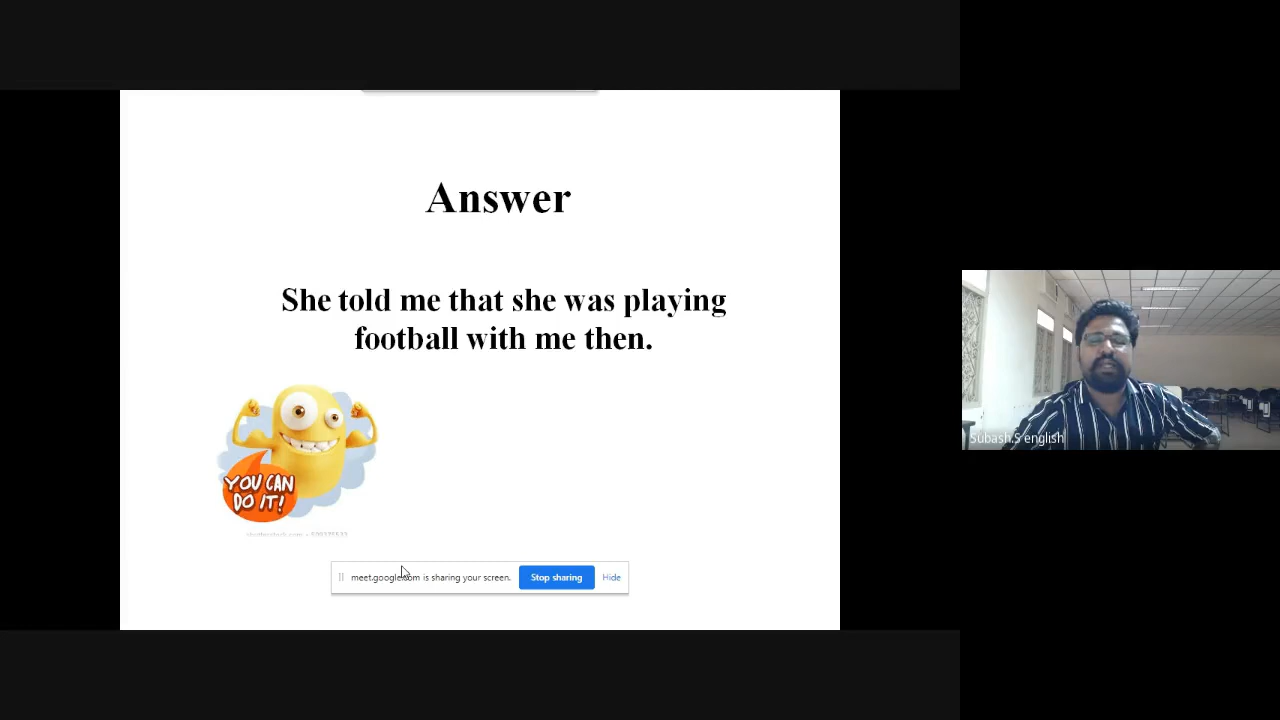 Answer
She told me that she was playing
football with me then.
YOU CAN
DO IT!
meet.google.com is sharing your screen.
Stop sharing
Hide
Subash.S english